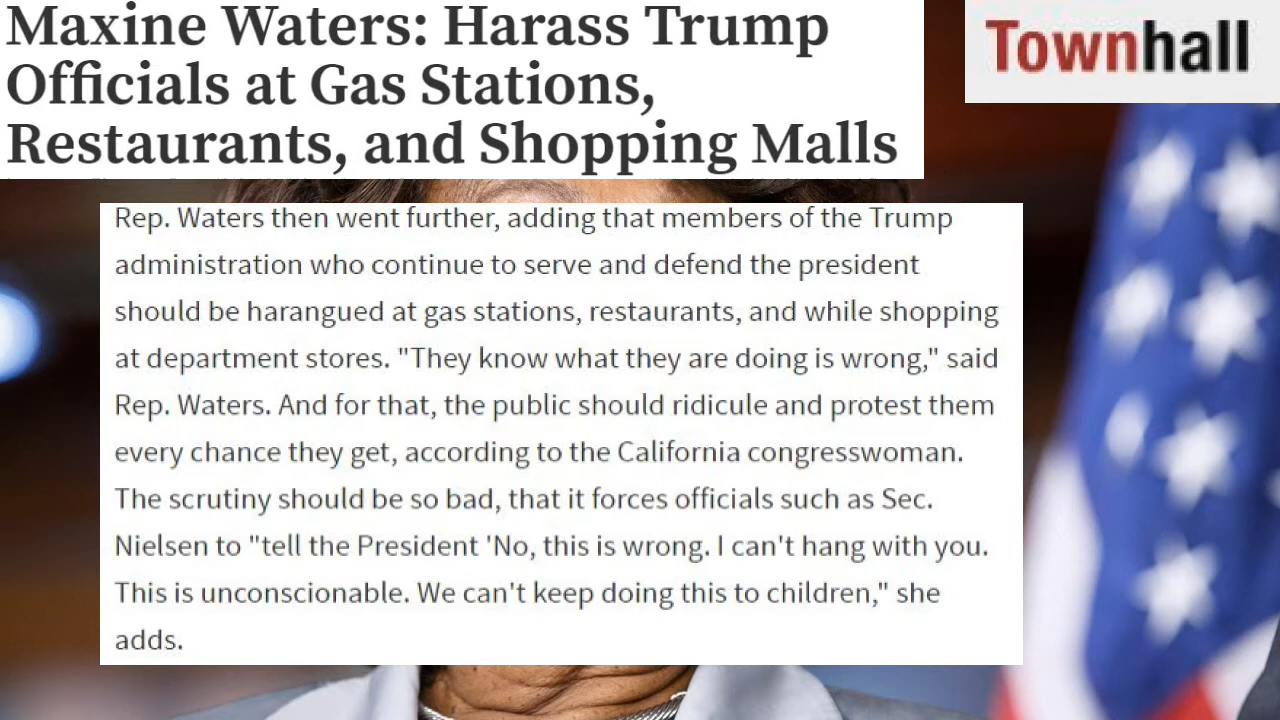 Maxine Waters: Harass Trump
Officials at Gas Stations,
Restaurants, and Shopping Malls
Townhall
Rep. Waters then went further, adding that members of the Trump
administration who continue to serve and defend the president
should be harangued at gas stations, restaurants, and while shopping
at department stores. "They know what they are doing is wrong," said
Rep. Waters. And for that, the public should ridicule and protest them
every chance they get, according to the California congresswoman.
The scrutiny should be so bad, that it forces officials such as Sec.
Nielsen to "tell the President 'No, this is wrong. I can't hang with you.
This is unconscionable. We can't keep doing this to children," she
adds.